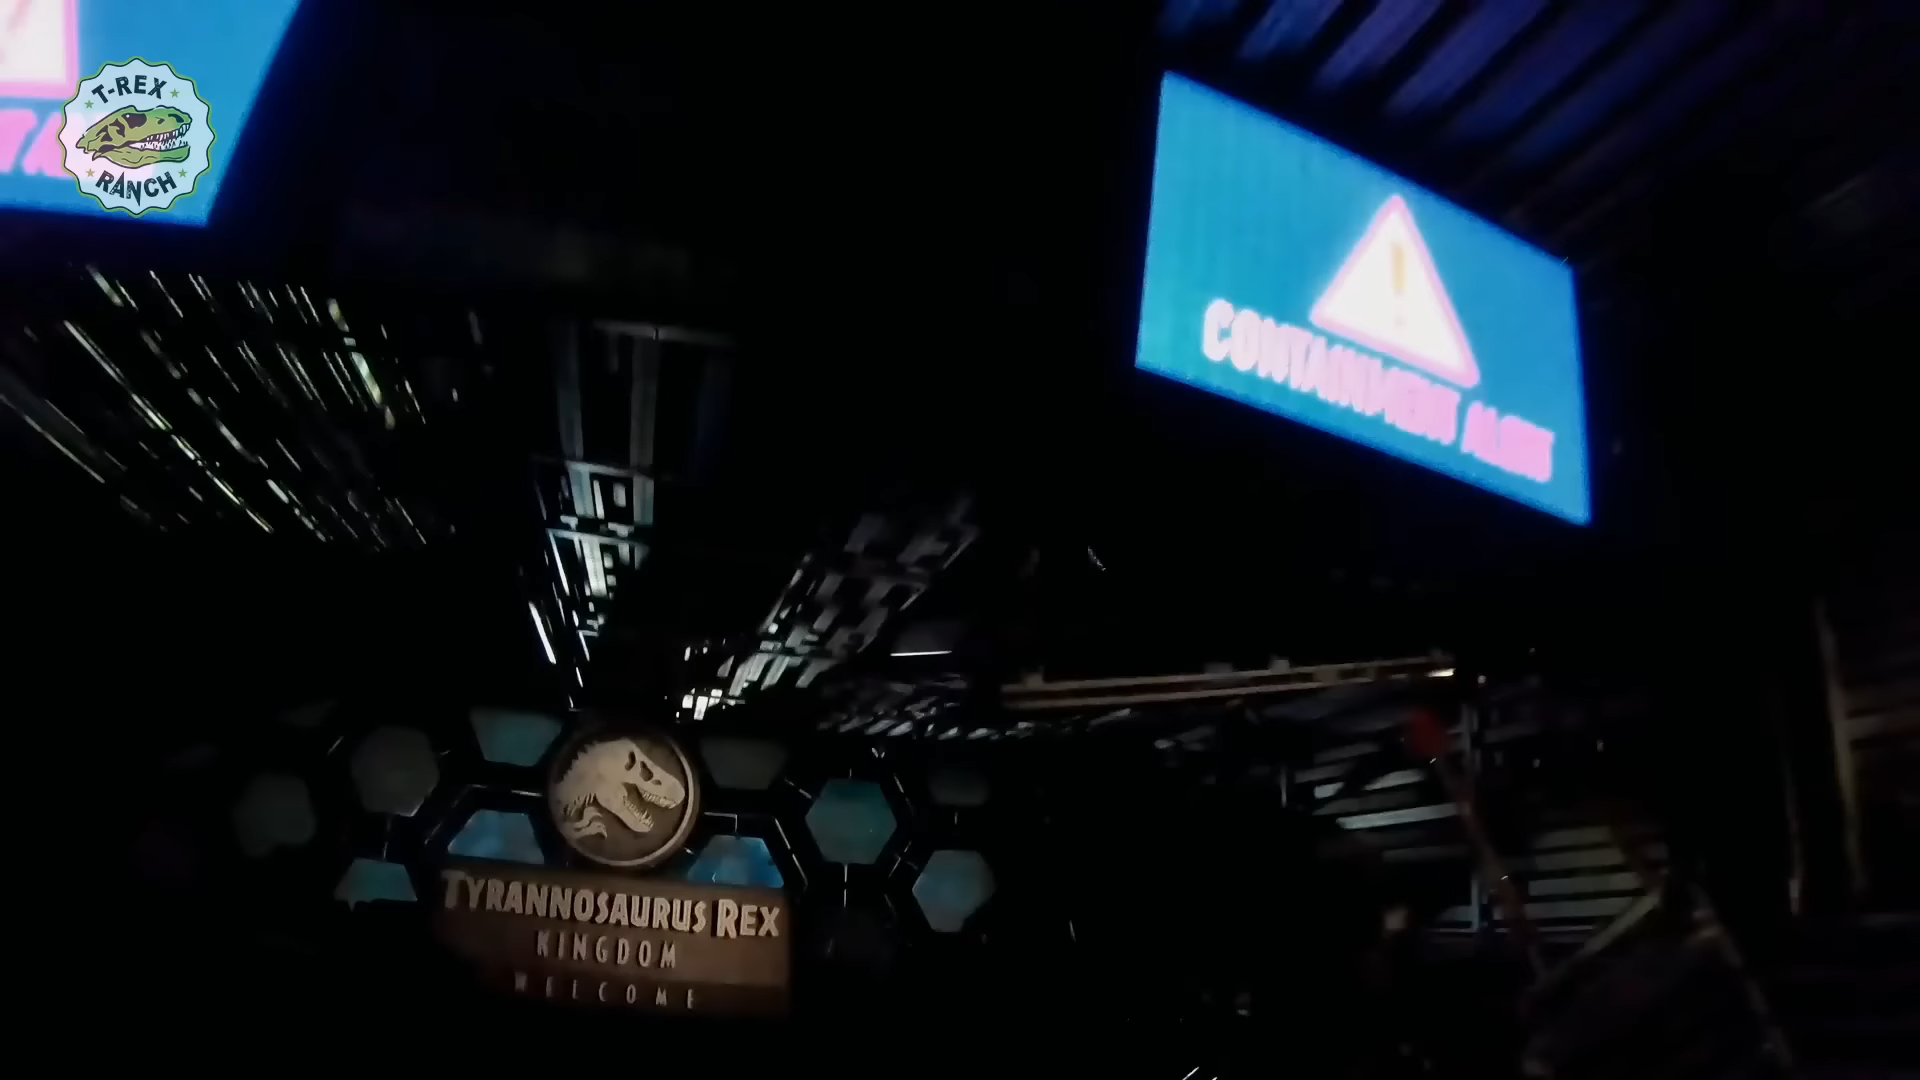 T-REX
RANCH
CONTAINMENT ALERT
TYRANNOSAURUS REX
KINGDOM
WELCOME